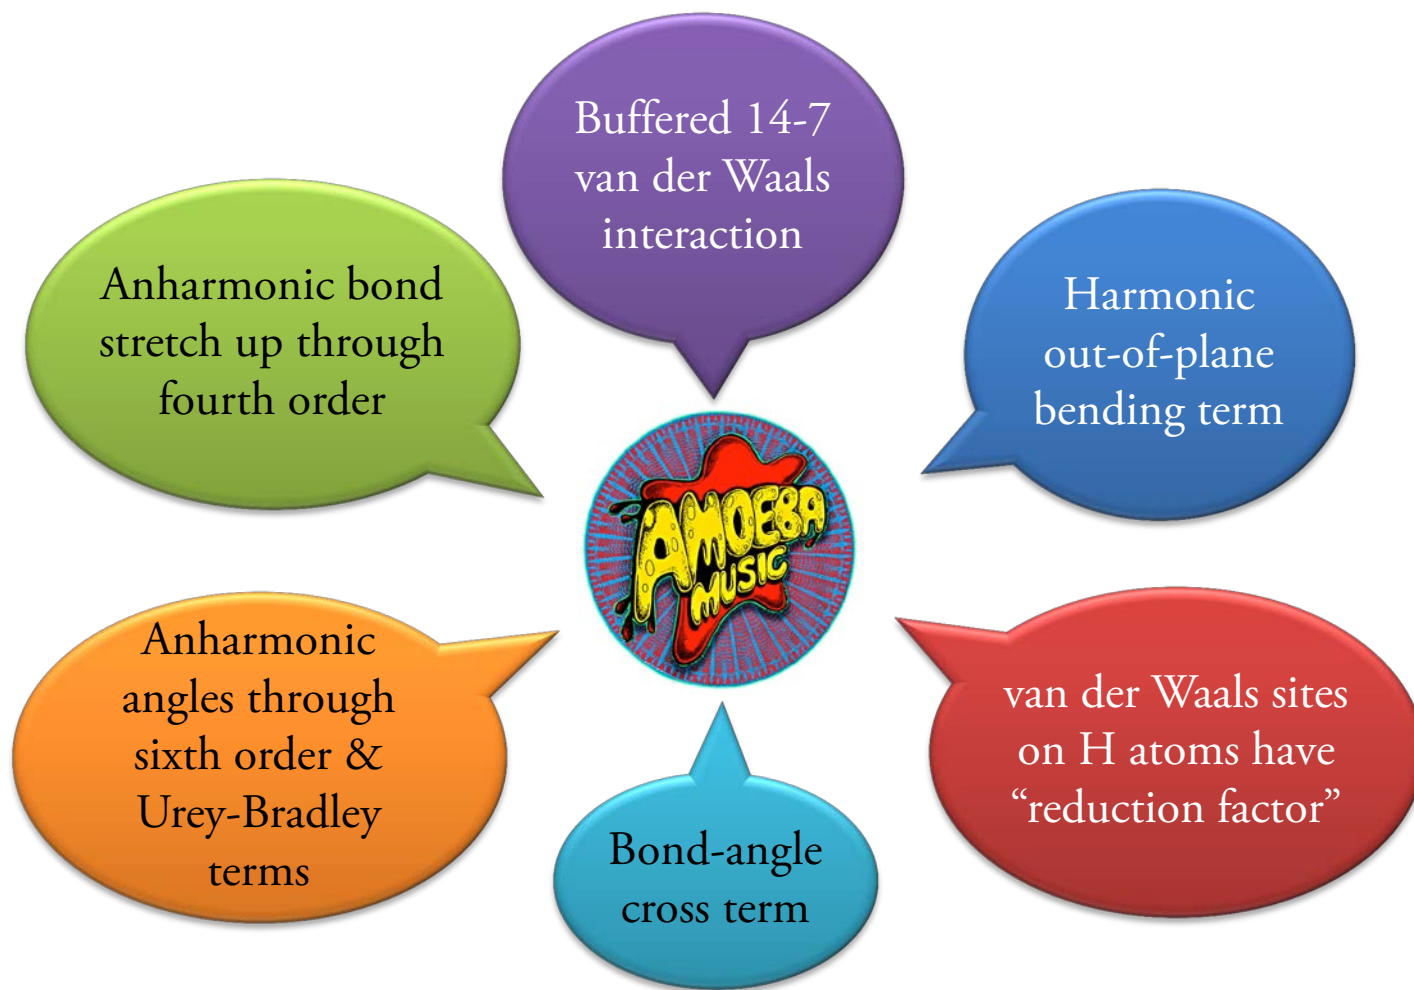 Buffered 14-7
van der Waals
interaction
Anharmonic bond
stretch up through
fourth order
Harmonic
out-of-plane
bending term
AMOEBA
MUSIC
Anharmonic
angles through
sixth order &
Urey-Bradley
terms
van der Waals sites
on H atoms have
“reduction factor”
Bond-angle
cross term